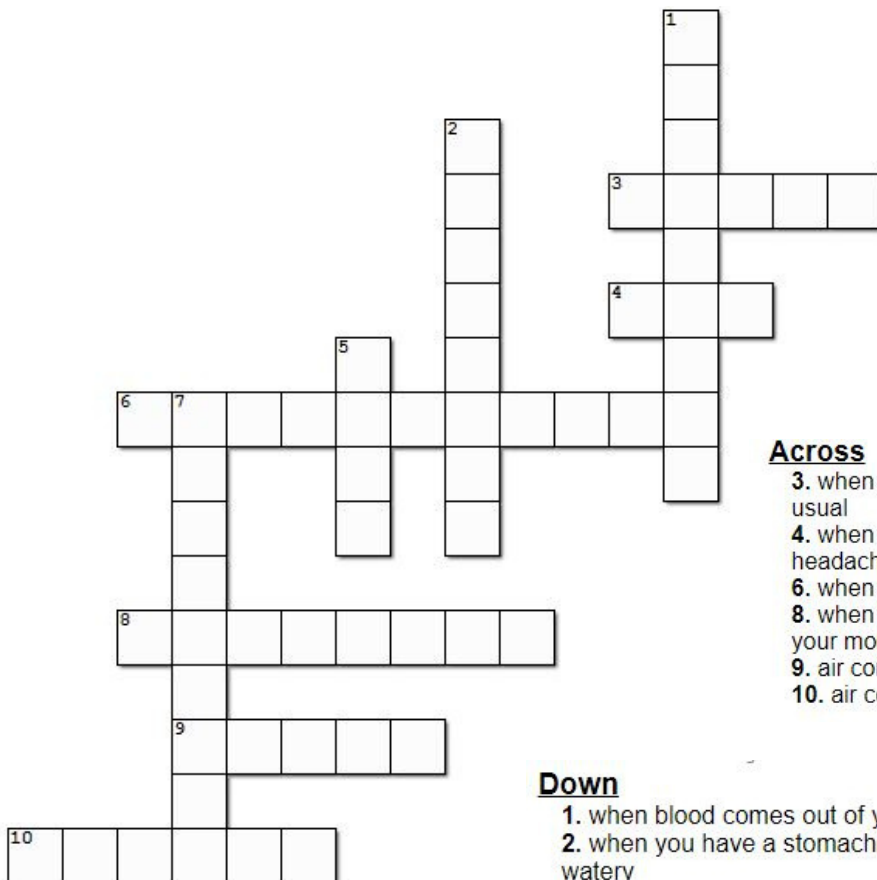 1
2
3
4
5
6 7
8
9
10
Across
3. when
usual
4. when
headach
6. when
8. when
your mo
9. air co
10. air c
Down
1. when blood comes out of y
2. when you have a stomach
watery